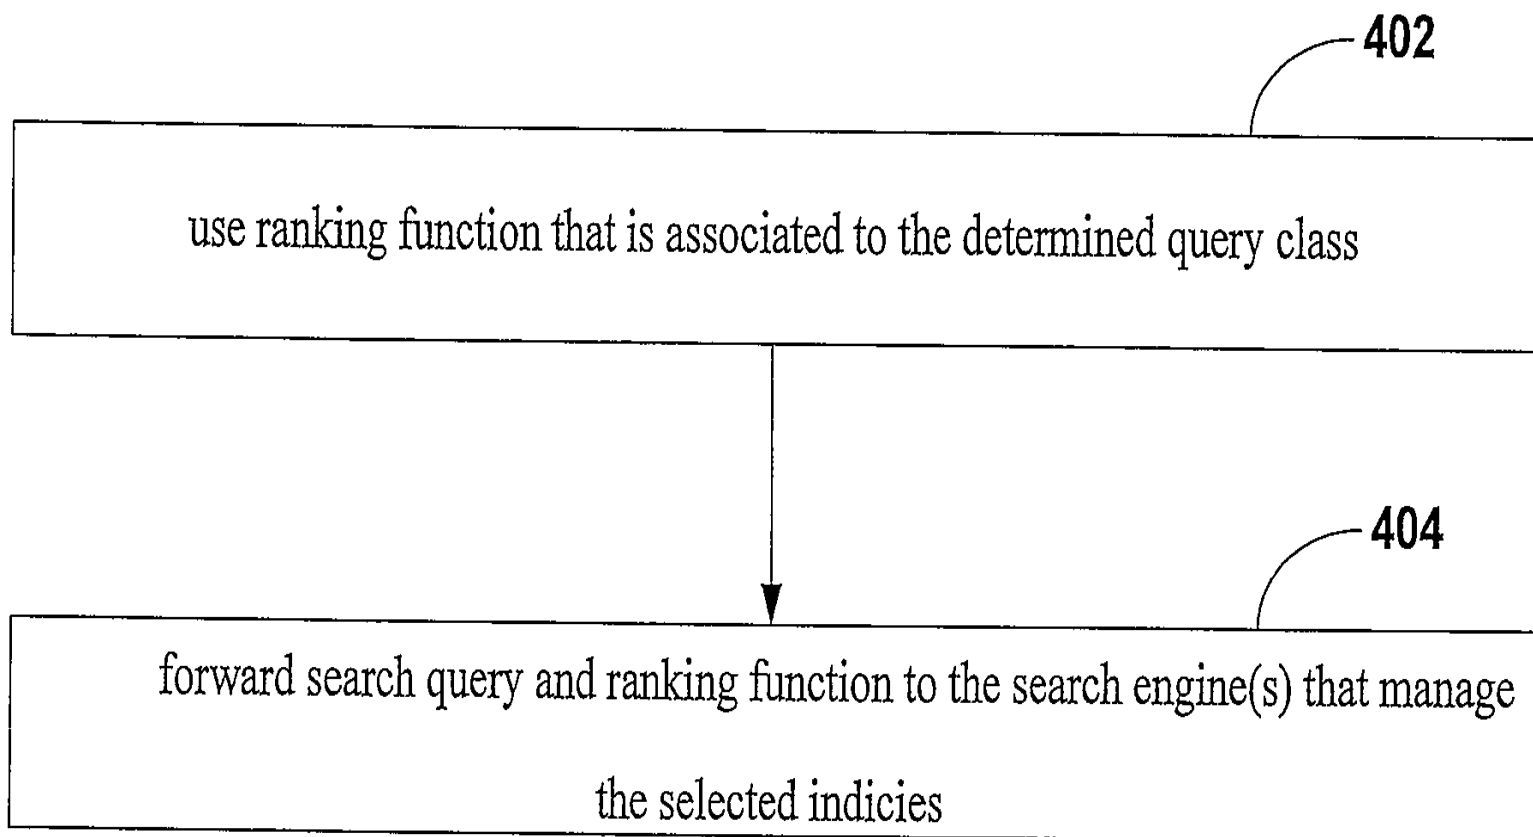 402
use ranking function that is associated to the determined query class
404
forward search query and ranking function to the search engine(s) that manage
the selected indicies